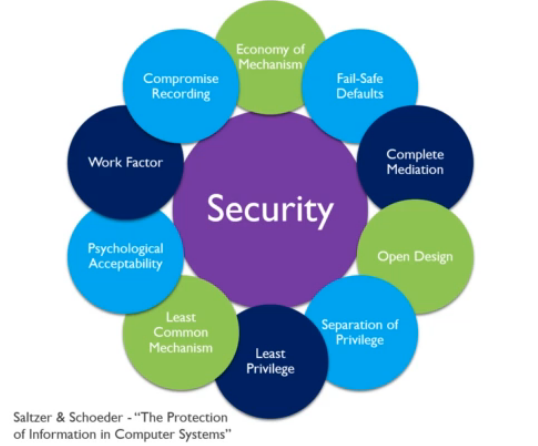 Economy of
Mechanism
Fail-Safe
Defaults
Complete
Mediation
Open Design
Separation of
Privilege
Least
Privilege
Least
Common
Mechanism
Psychological
Acceptability
Work Factor
Compromise
Recording
Security
Saltzer & Schoeder - “The Protection
of Information in Computer Systems”